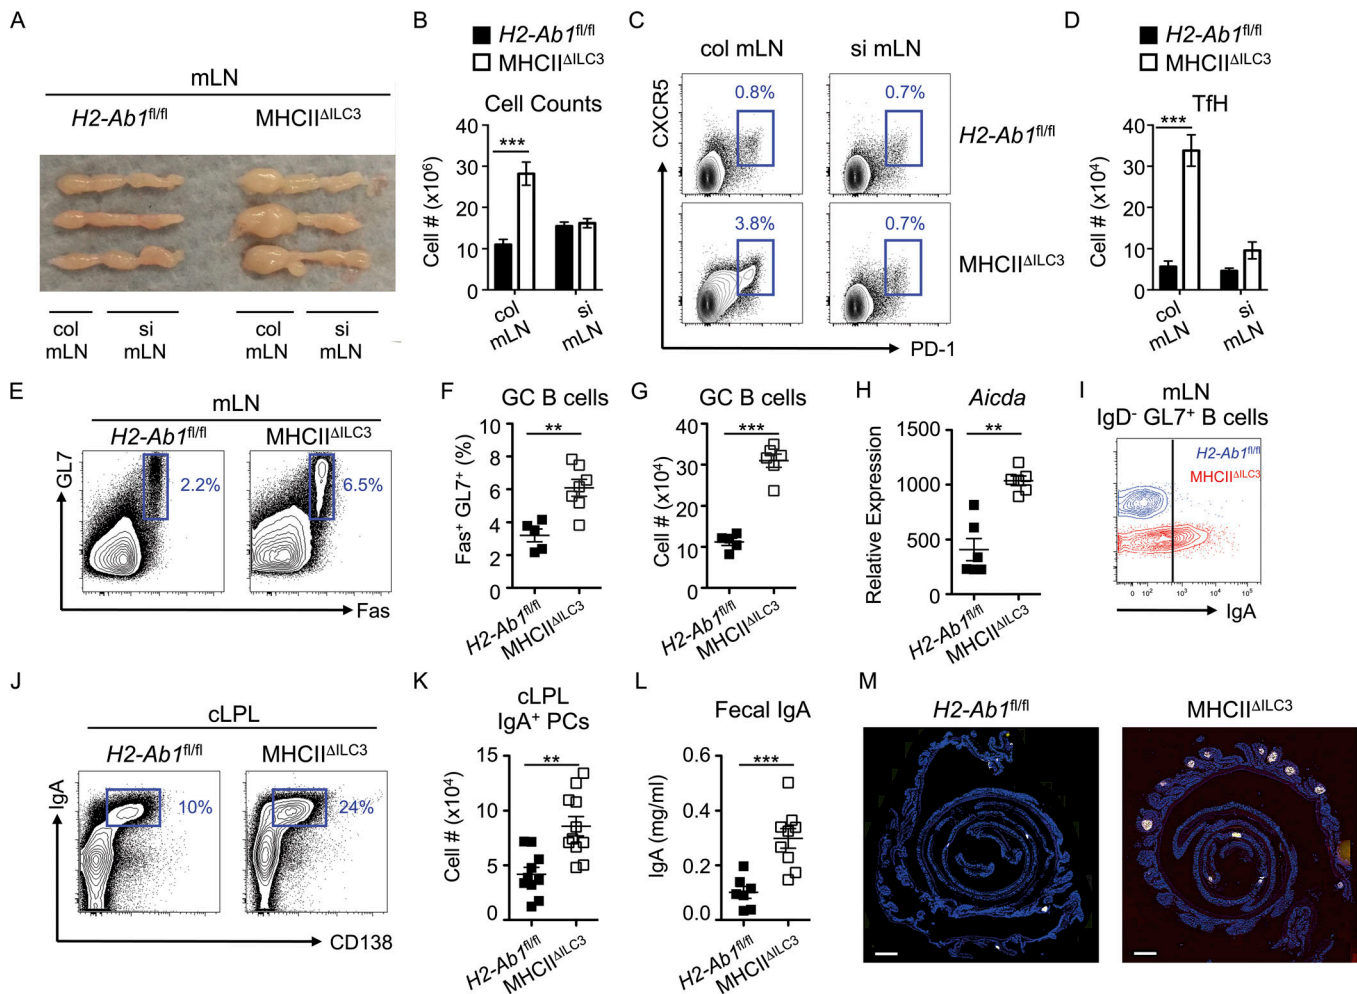 A
mLN
H2-Ab1fl/fl
MHCIIΔILC3
col
mLN
si
mLN
col
mLN
si
mLN
B
H2-Ab1fl/fl
MHCIIΔILC3
Cell Counts
***
Cell # (x10⁶)
40
30
20
10
0
col
mLN
si
mLN
C
col mLN
si mLN
CXCR5
0.8%
0.7%
H2-Ab1fl/fl
3.8%
0.7%
MHCIIΔILC3
PD-1
D
H2-Ab1fl/fl
MHCIIΔILC3
TfH
***
Cell # (x10⁴)
40
30
20
10
0
col
mLN
si
mLN
E
mLN
H2-Ab1fl/fl
MHCIIΔILC3
GL7
2.2%
6.5%
Fas
F
GC B cells
**
Fas⁺ GL7⁺ (%)
10
8
6
4
2
0
H2-Ab1fl/fl
MHCIIΔILC3
G
GC B cells
***
Cell # (x10⁴)
40
30
20
10
0
H2-Ab1fl/fl
MHCIIΔILC3
H
Aicda
**
Relative Expression
1500
1000
500
0
H2-Ab1fl/fl
MHCIIΔILC3
I
mLN
IgD⁻ GL7⁺ B cells
H2-Ab1fl/fl
MHCIIΔILC3
0 10² 10³ 10⁴ 10⁵
IgA
J
cLPL
H2-Ab1fl/fl
MHCIIΔILC3
IgA
10%
24%
CD138
K
cLPL
IgA⁺ PCs
**
Cell # (x10⁴)
15
10
5
0
H2-Ab1fl/fl
MHCIIΔILC3
L
Fecal IgA
***
IgA (mg/ml)
0.6
0.4
0.2
0.0
H2-Ab1fl/fl
MHCIIΔILC3
M
H2-Ab1fl/fl
MHCIIΔILC3